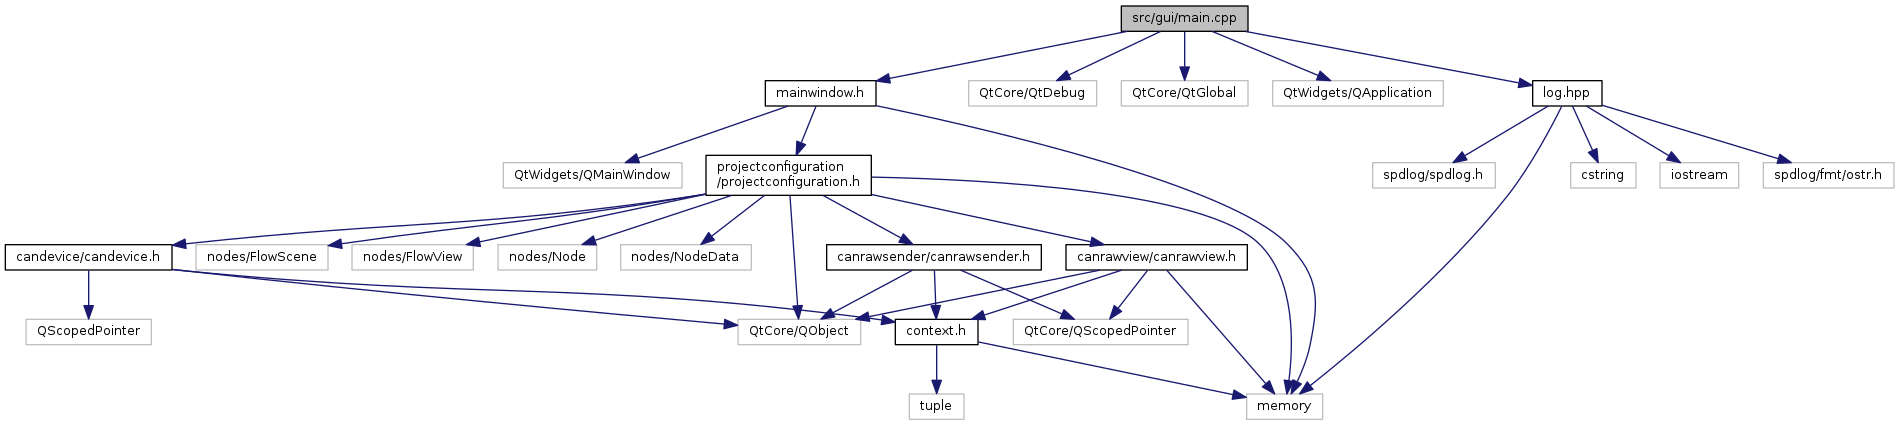 src/gui/main.cpp
mainwindow.h
QtCore/QtDebug
QtCore/QtGlobal
QtWidgets/QApplication
log.hpp
QtWidgets/QMainWindow
projectconfiguration
/projectconfiguration.h
spdlog/spdlog.h
cstring
iostream
spdlog/fmt/ostr.h
candevice/candevice.h
nodes/FlowScene
nodes/FlowView
nodes/Node
nodes/NodeData
canrawsender/canrawsender.h
canrawview/canrawview.h
QScopedPointer
QtCore/QObject
context.h
QtCore/QScopedPointer
tuple
memory